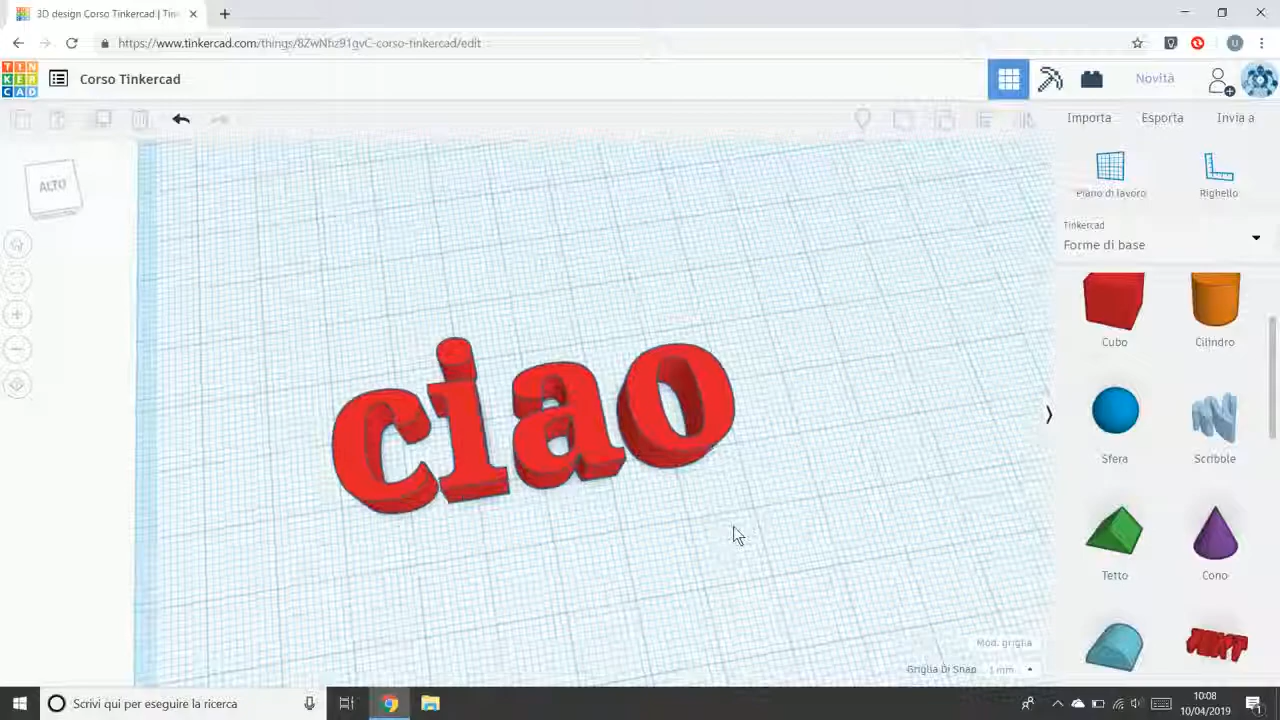 3D design Corso Tinkercad | Tin
https://www.tinkercad.com/things/8ZwNfiz91gvC-corso-tinkercad/edit
TIN
KER
CAD
Corso Tinkercad
Novità
Importa
Esporta
Invia a
ALTO
Piano di lavoro
Righello
Tinkercad
Forme di base
Cubo
Cilindro
ciao
Sfera
Scribble
Tetto
Cono
TEXT
Mod. griglia
Griglia Di Snap
1 mm
Scrivi qui per eseguire la ricerca
10:08
10/04/2019